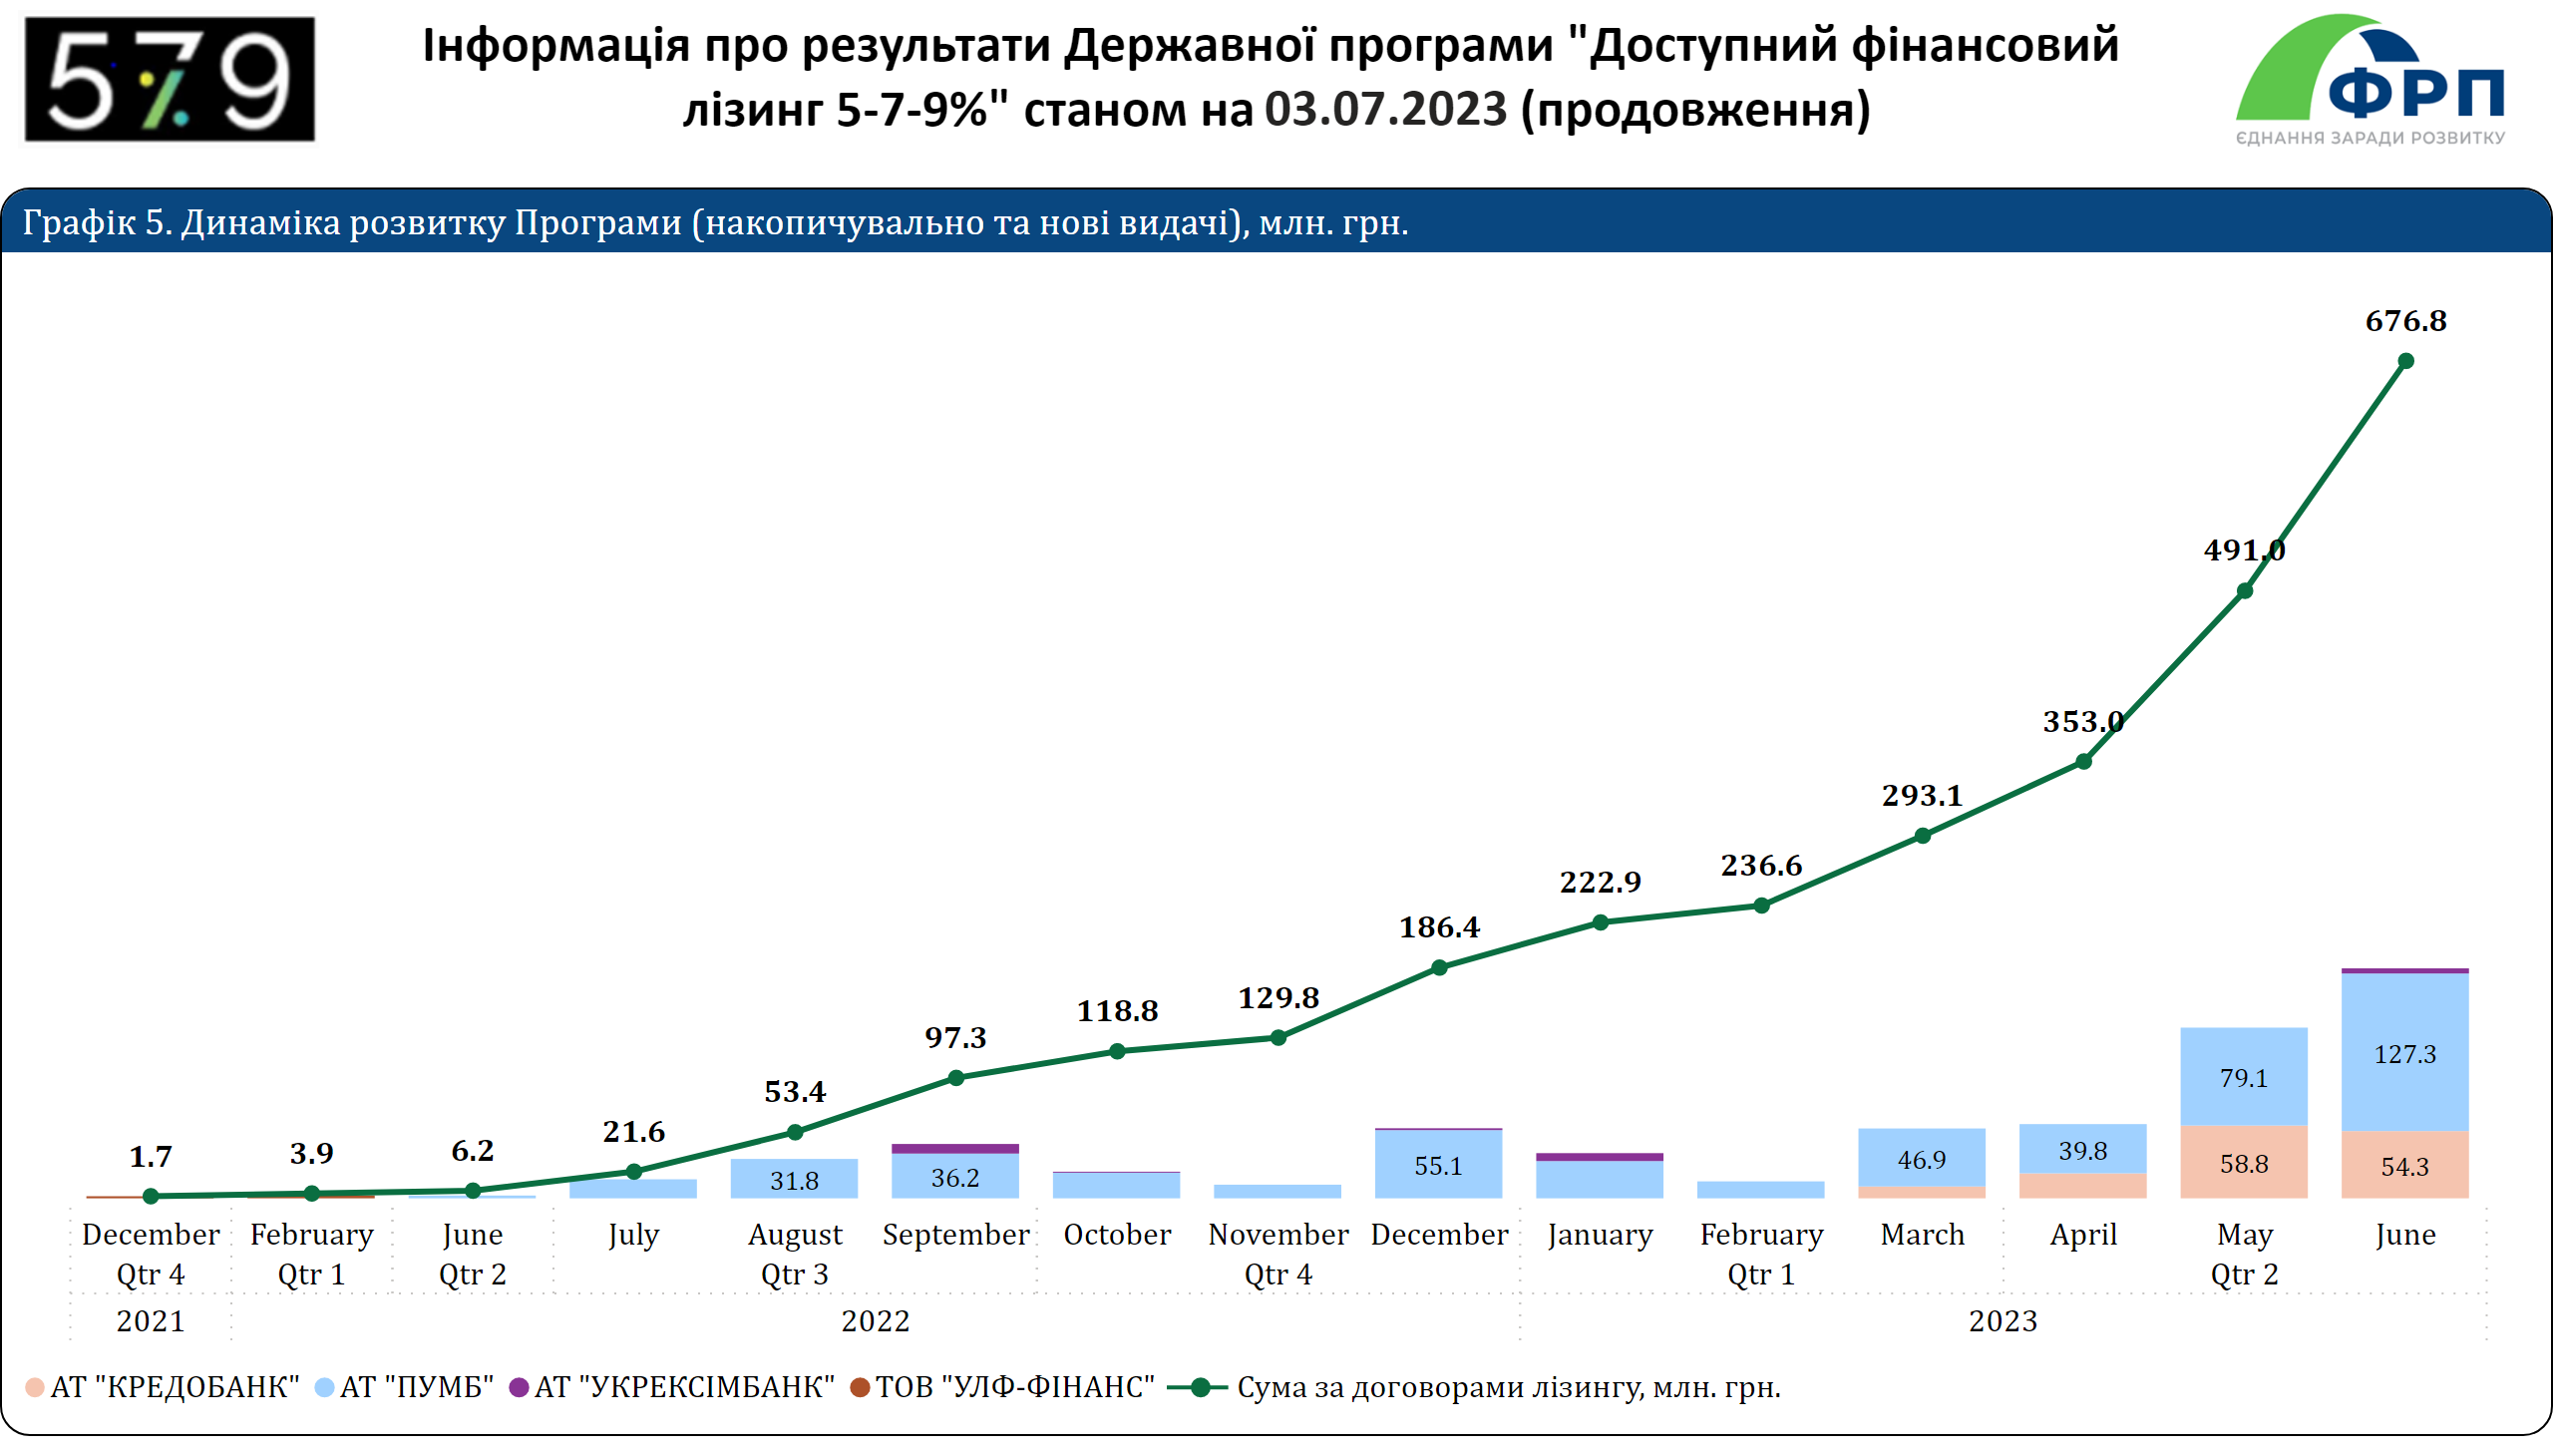 579
Інформація про результати Державної програми "Доступний фінансовий
лізинг 5-7-9%" станом на 03.07.2023 (продовження)
ФРП
ЄДНАННЯ ЗАРАДИ РОЗВИТКУ
Графік 5. Динаміка розвитку Програми (накопичувально та нові видачі), млн. грн.
676.8
491.0
353.0
293.1
236.6
222.9
186.4
129.8
118.8
97.3
53.4
21.6
6.2
3.9
1.7
31.8
36.2
55.1
46.9
39.8
79.1
58.8
127.3
54.3
December February June July August September October November December January February March April May June
Qtr 4 Qtr 1 Qtr 2 Qtr 3 Qtr 4 Qtr 1 Qtr 2
2021 2022 2023
АТ "КРЕДОБАНК" АТ "ПУМБ" АТ "УКРЕКСІМБАНК" ТОВ "УЛФ-ФІНАНС" Сума за договорами лізингу, млн. грн.